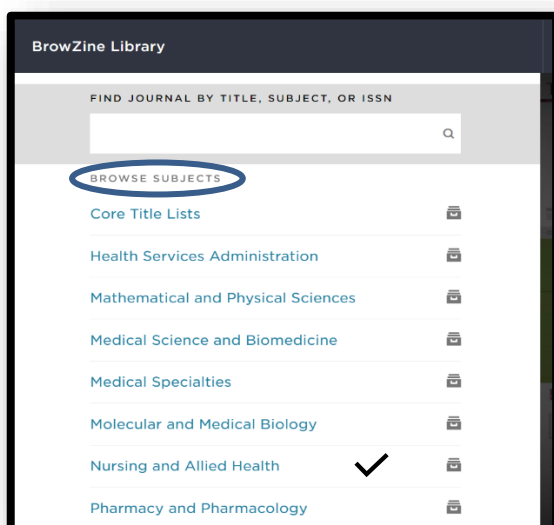 BrowZine Library
FIND JOURNAL BY TITLE, SUBJECT, OR ISSN
BROWSE SUBJECTS
Core Title Lists
Health Services Administration
Mathematical and Physical Sciences
Medical Science and Biomedicine
Medical Specialties
Molecular and Medical Biology
Nursing and Allied Health
Pharmacy and Pharmacology